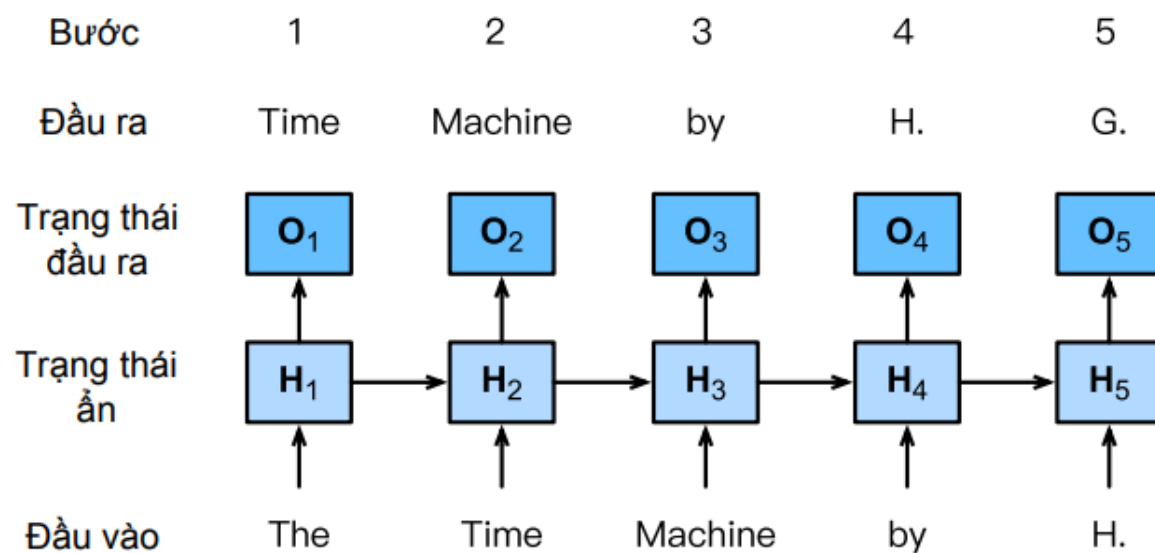 Bước 1 2 3 4 5
Đầu ra Time Machine by H. G.
Trạng thái
đầu ra
O1 O2 O3 O4 O5
Trạng thái
ẩn
H1 H2 H3 H4 H5
Đầu vào The Time Machine by H.